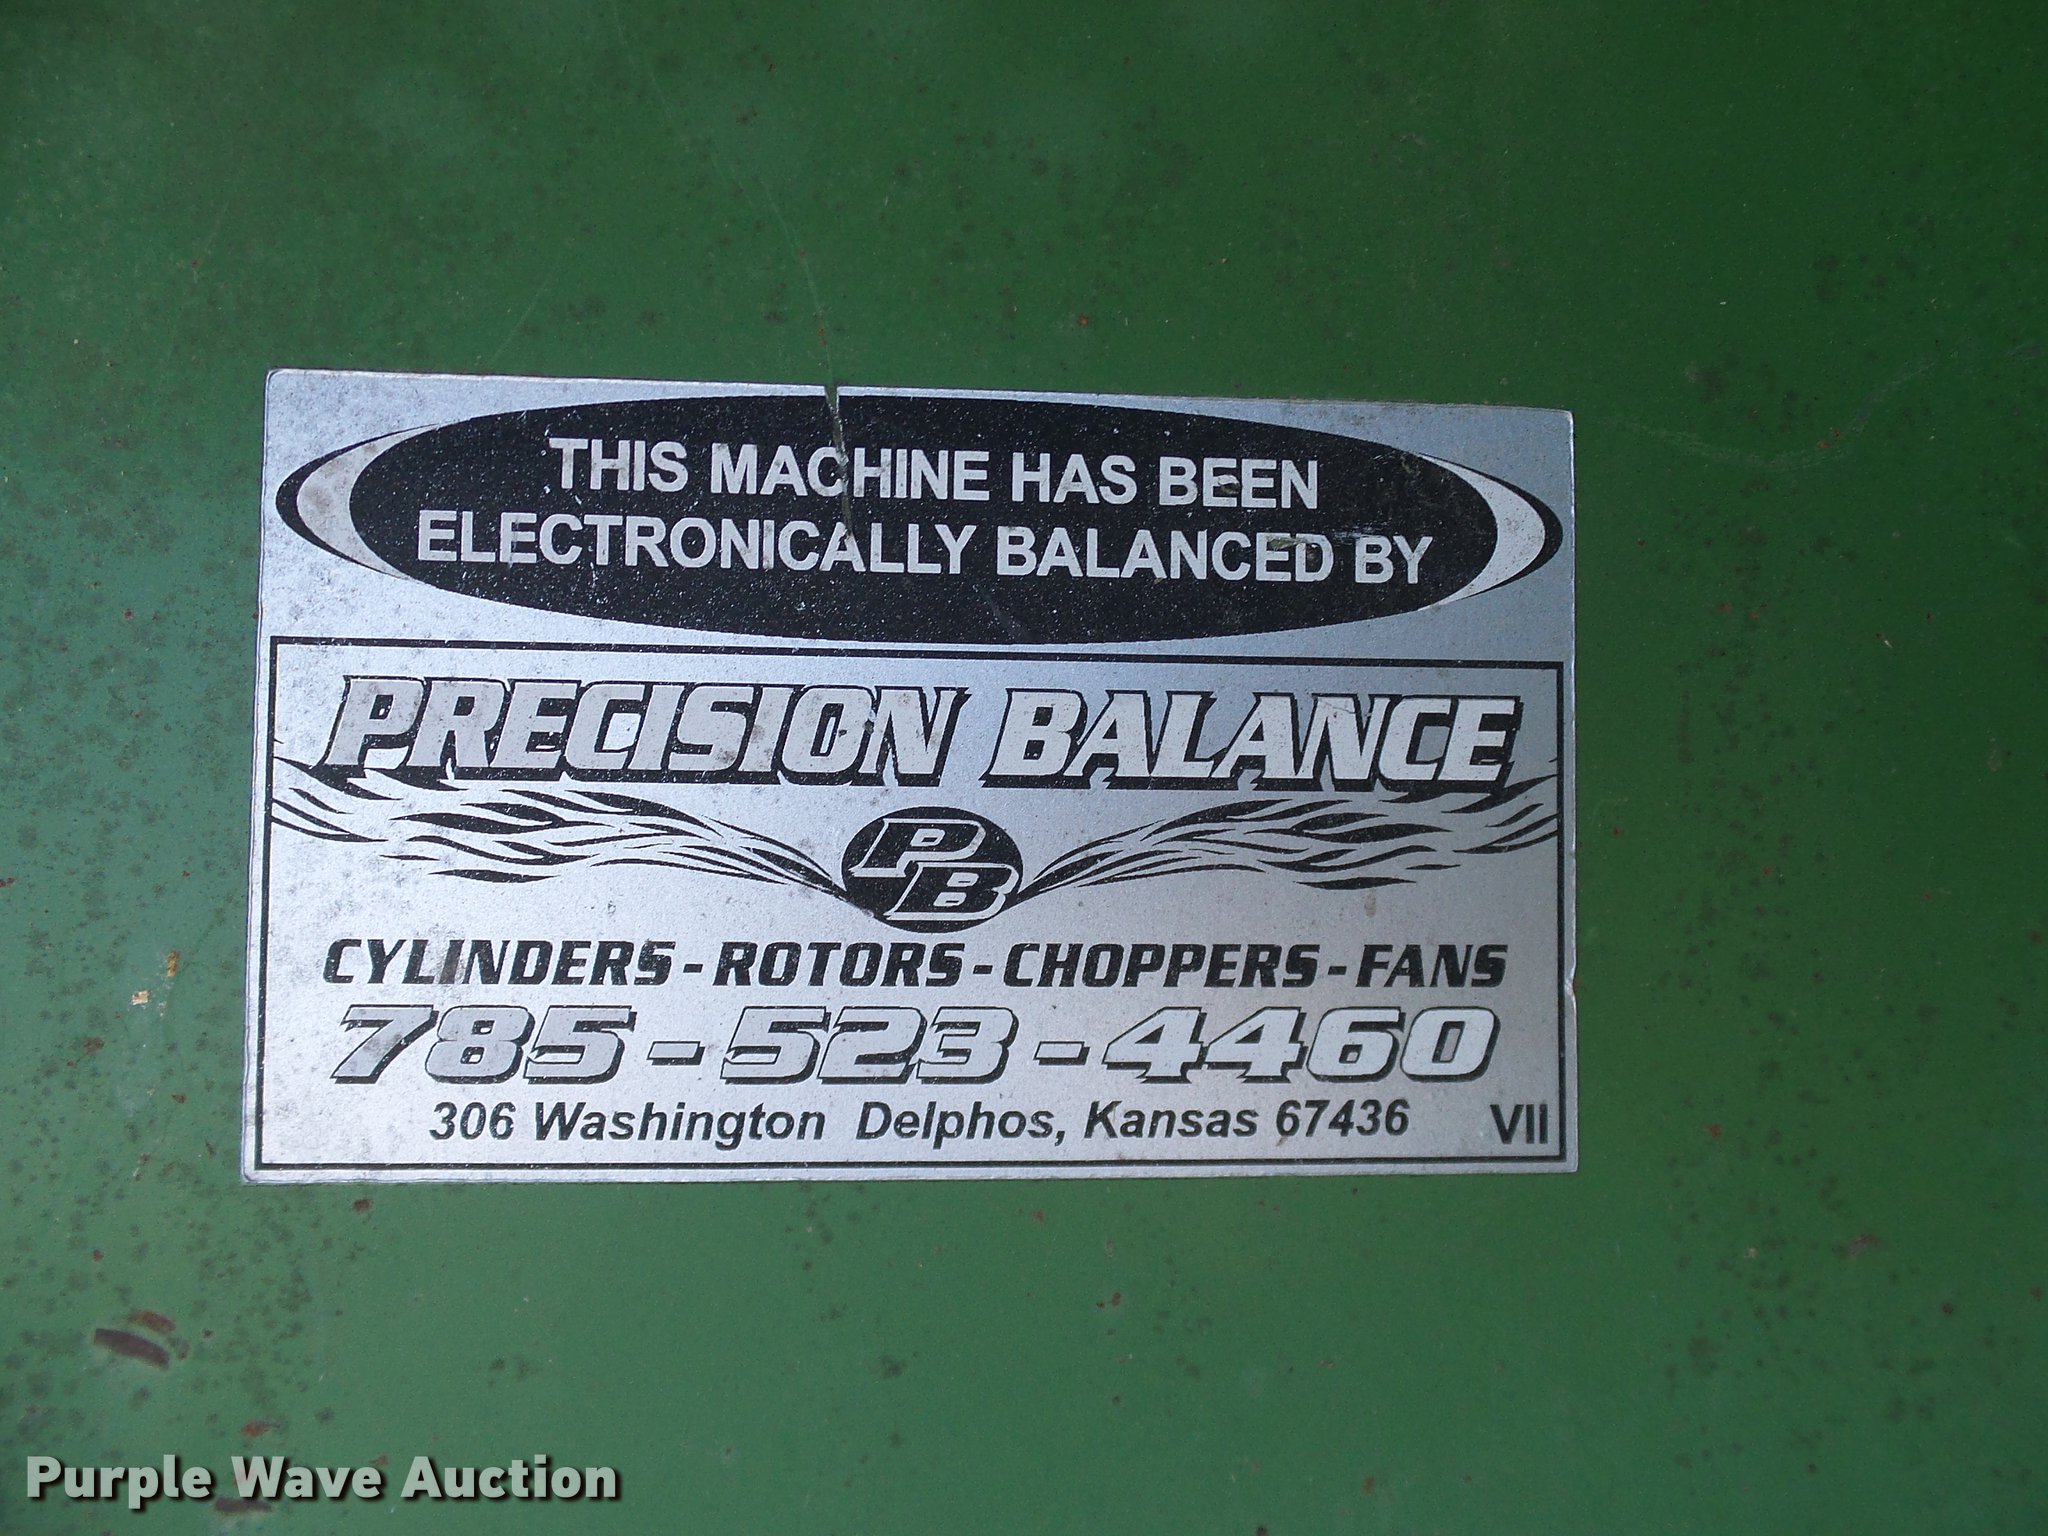 THIS MACHINE HAS BEEN
ELECTRONICALLY BALANCED BY
PRECISION BALANCE
PB
CYLINDERS - ROTORS - CHOPPERS - FANS
785 - 523 - 4460
306 Washington Delphos, Kansas 67436 VII
Purple Wave Auction